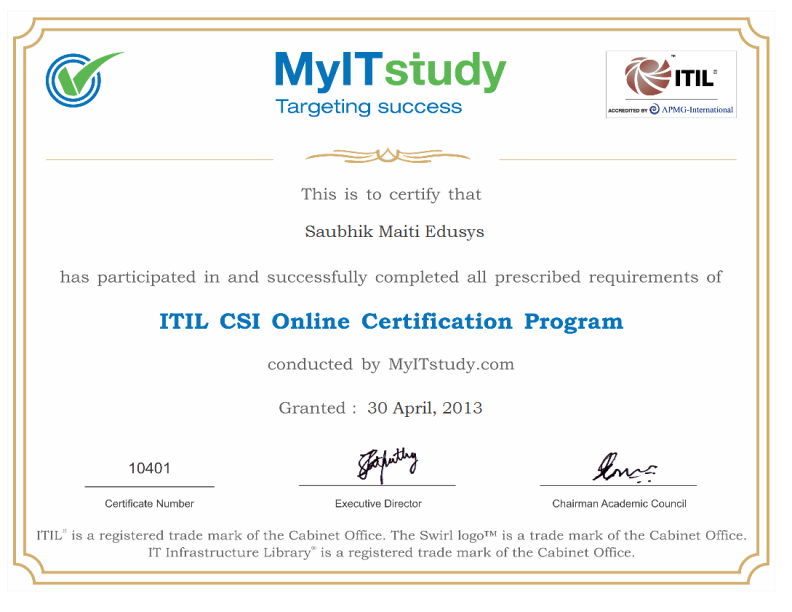 MyITstudy
Targeting success
™
ITIL®
ACCREDITED BY APMG-International
This is to certify that
Saubhik Maiti Edusys
has participated in and successfully completed all prescribed requirements of
ITIL CSI Online Certification Program
conducted by MyITstudy.com
Granted : 30 April, 2013
10401
Certificate Number
Executive Director
Chairman Academic Council
ITIL® is a registered trade mark of the Cabinet Office. The Swirl logo™ is a trade mark of the Cabinet Office.
IT Infrastructure Library® is a registered trade mark of the Cabinet Office.